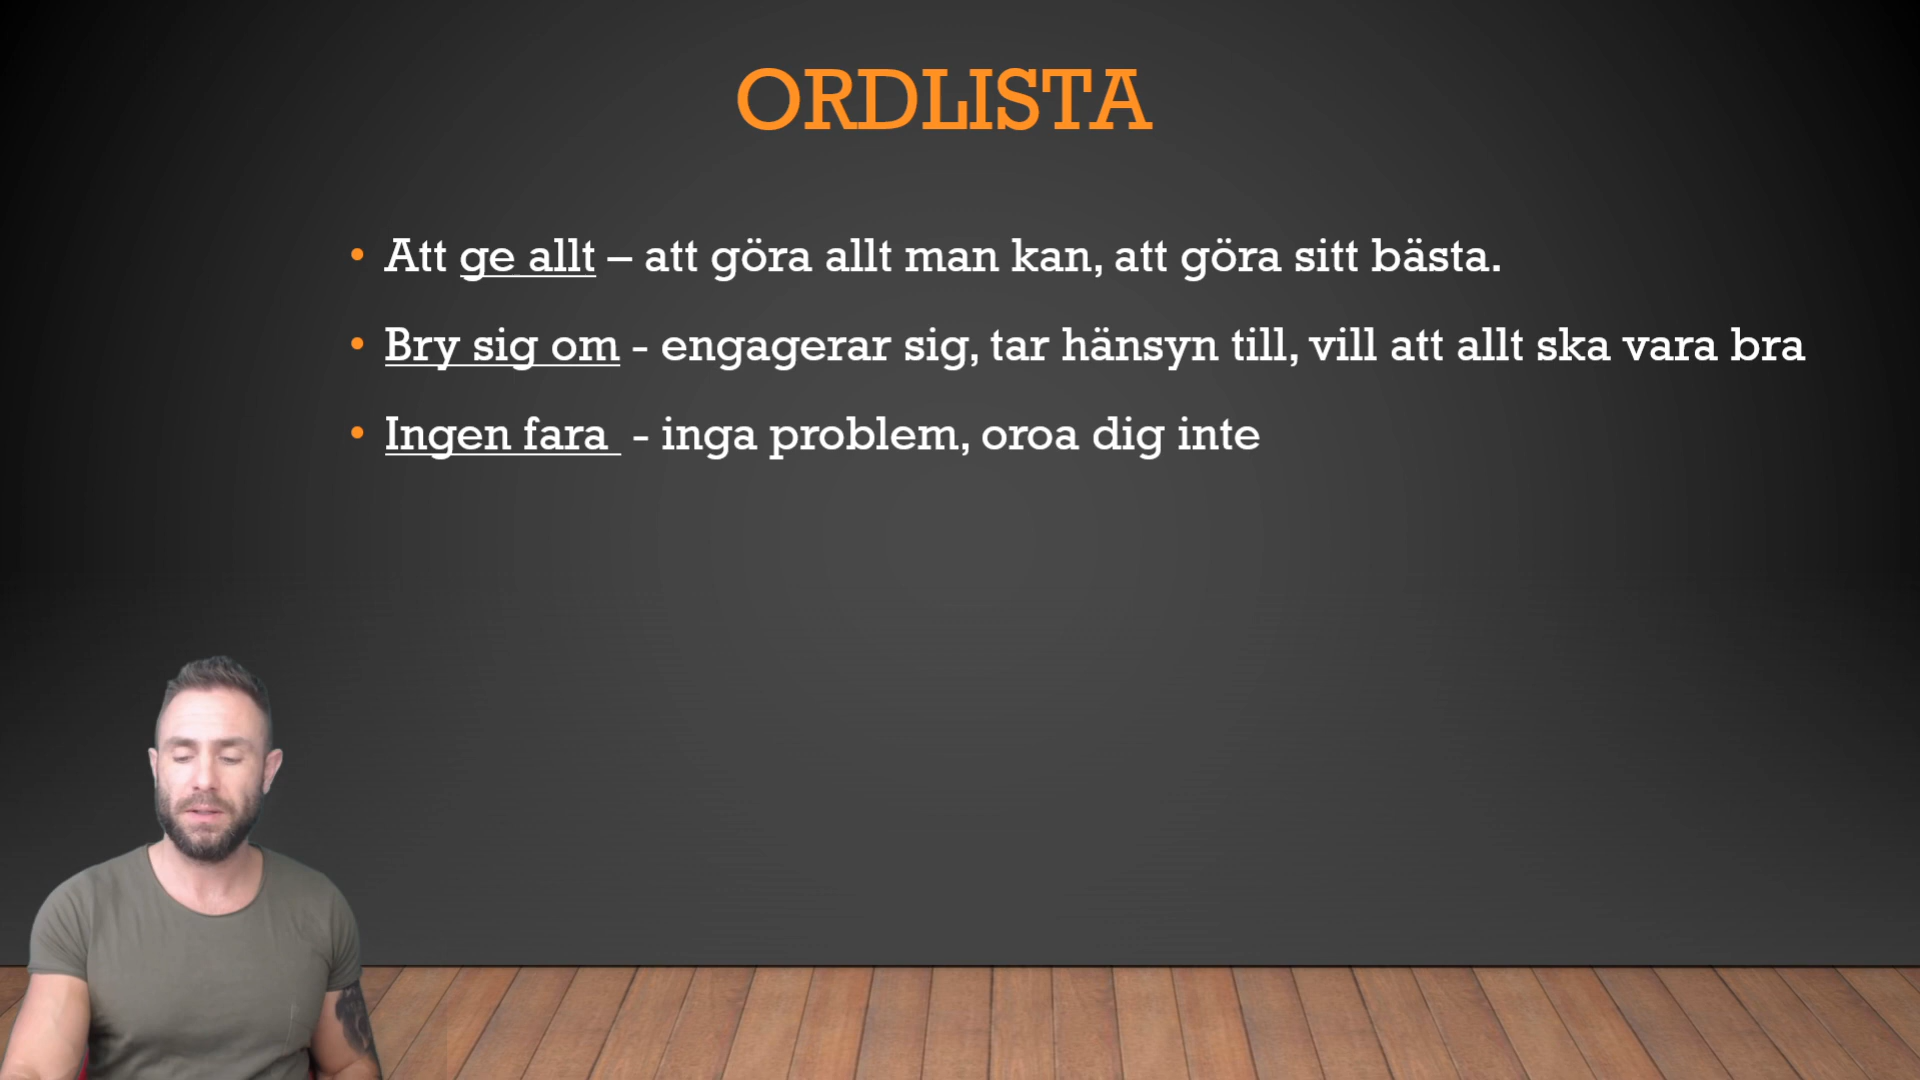 ORDLISTA
• Att ge allt – att göra allt man kan, att göra sitt bästa.
• Bry sig om - engagerar sig, tar hänsyn till, vill att allt ska vara bra
• Ingen fara - inga problem, oroa dig inte